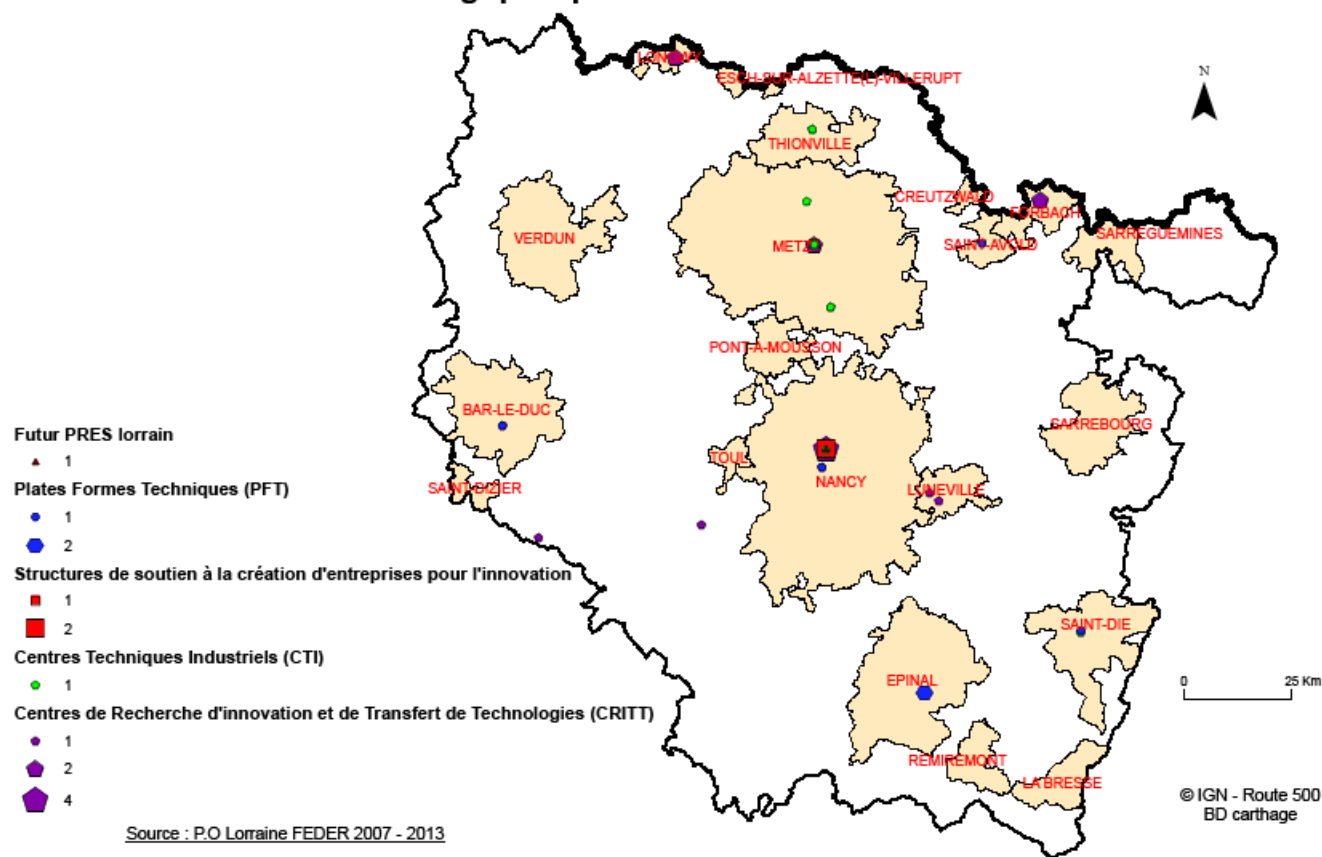 N
LONGWY
ESCH-SUR-ALZETTE(L)-VILLERUPT
THIONVILLE
CREUTZWALD
FORBACH
VERDUN
METZ
SAINT-AVOLD
SARREGUEMINES
PONT-A-MOUSSON
BAR-LE-DUC
SARREBOURG
TOUL
NANCY
SAINT-DIZIER
LUNEVILLE
SAINT-DIE
EPINAL
REMIREMONT
LA BRESSE
Futur PRES lorrain
1
Plates Formes Techniques (PFT)
1
2
Structures de soutien à la création d'entreprises pour l'innovation
1
2
Centres Techniques Industriels (CTI)
1
Centres de Recherche d'innovation et de Transfert de Technologies (CRITT)
1
2
4
Source : P.O Lorraine FEDER 2007 - 2013
0 25 Km
© IGN - Route 500
BD carthage